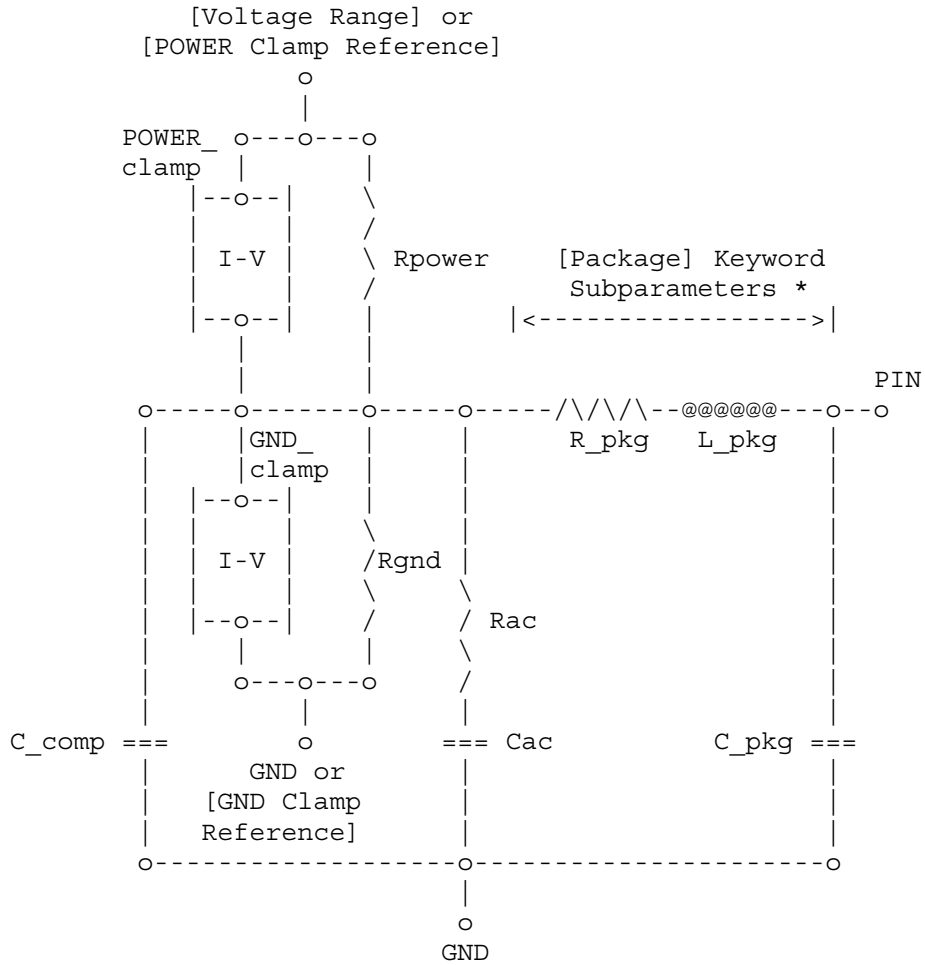 [Voltage Range] or
[POWER Clamp Reference]
POWER_
clamp
I-V
Rpower
[Package] Keyword
Subparameters *
PIN
GND_
clamp
R_pkg L_pkg
I-V
Rgnd
Rac
C_comp
Cac
C_pkg
GND or
[GND Clamp
Reference]
GND